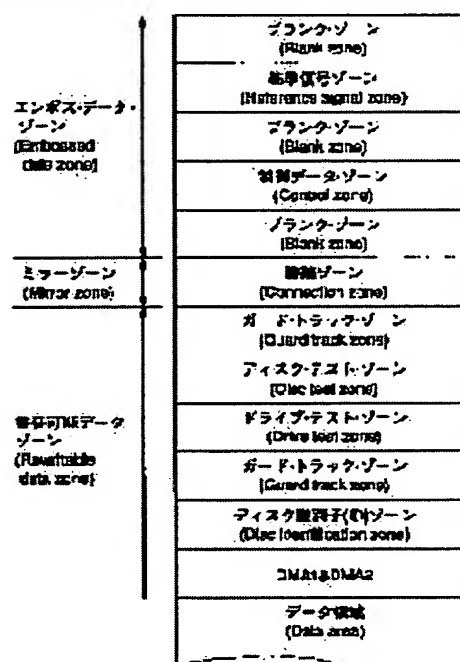 ブランク・ゾーン
(Blank zone)
基準信号ゾーン
(Reference signal zone)
エンボス・データ・
ゾーン
(Embossed
data zone)
ブランク・ゾーン
(Blank zone)
制御データ・ゾーン
(Control zone)
ブランク・ゾーン
(Blank zone)
ミラーゾーン
(Mirror zone)
接続ゾーン
(Connection zone)
ガード・トラック・ゾーン
(Guard track zone)
ディスク・テスト・ゾーン
(Disc test zone)
書換可能データ
ゾーン
(Rewritable
data zone)
ドライブ・テスト・ゾーン
(Drive test zone)
ガード・トラック・ゾーン
(Guard track zone)
ディスク識別子(ID)ゾーン
(Disc identification zone)
DMA1&DMA2
データ領域
(Data area)